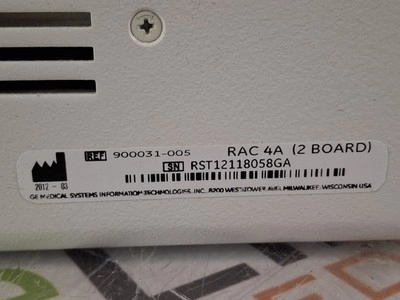 REF 900031-005 RAC 4A (2 BOARD)
SN RST12118058GA
2012 - 03
GE MEDICAL SYSTEMS INFORMATION TECHNOLOGIES, INC. 8200 WEST TOWER AVE, MILWAUKEE, WISCONSIN USA